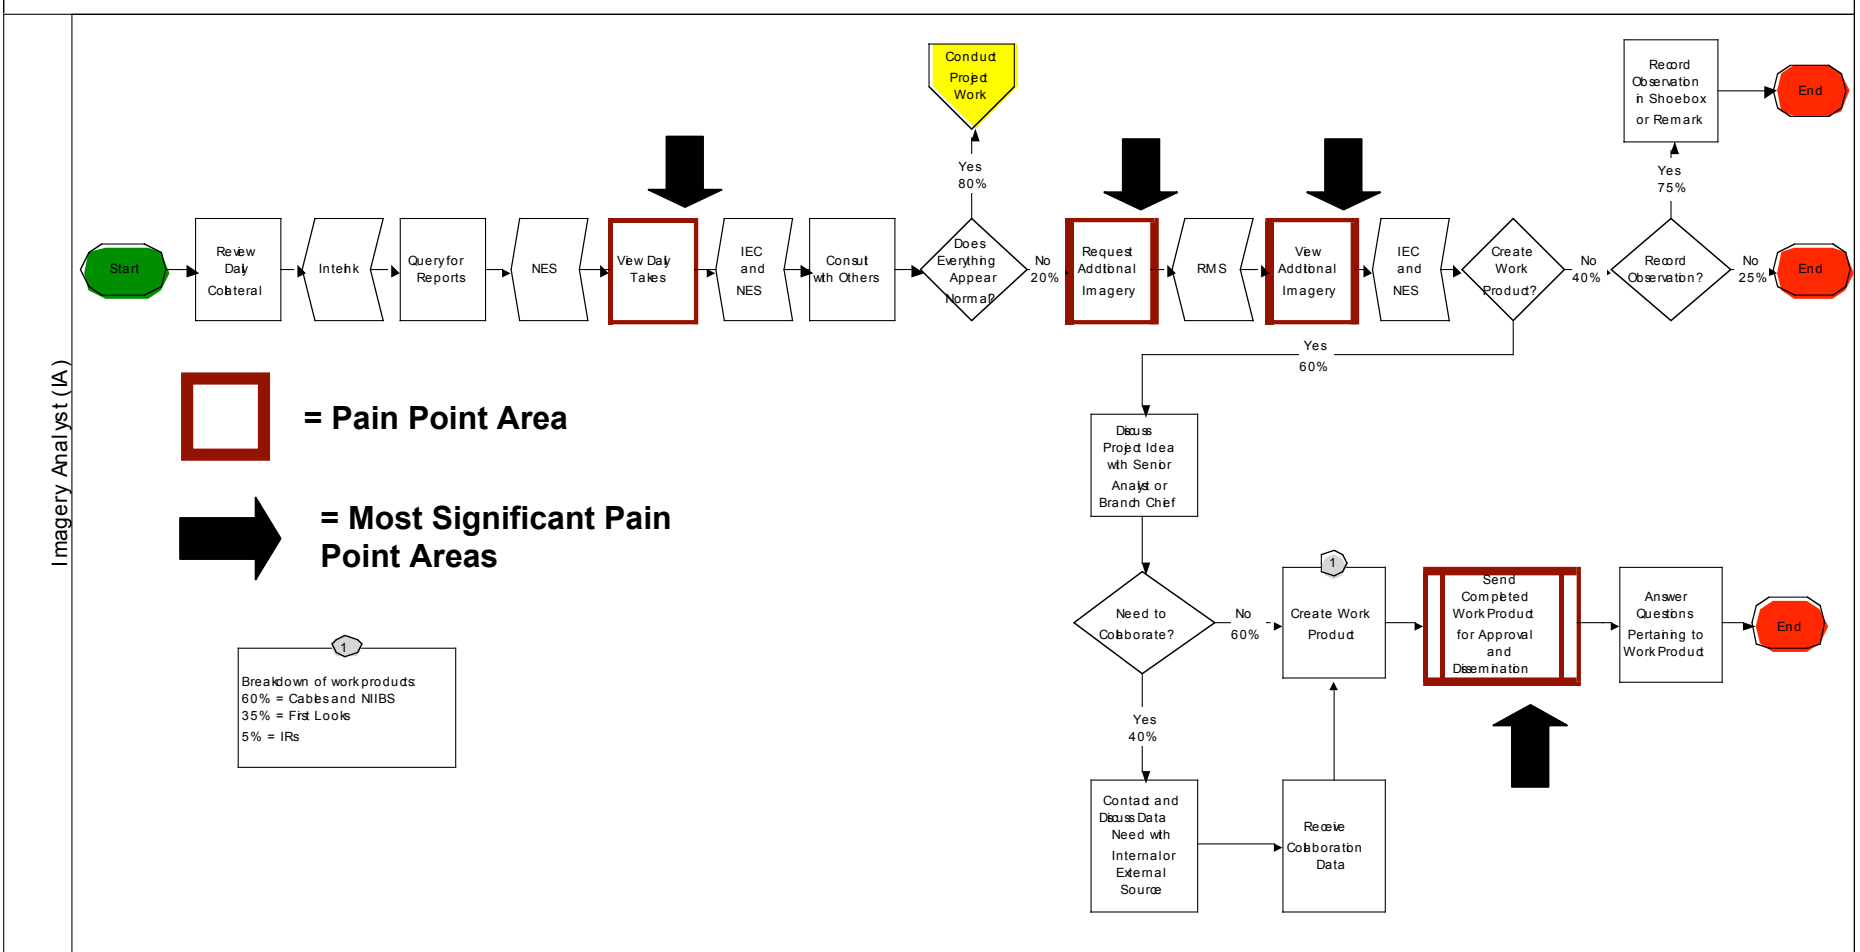 Imagery Analyst (IA)
Start
Review
Daily
Collateral
Intelink
Query for
Reports
NES
View Daily
Takes
IEC
and
NES
Consult
with Others
Does
Everything
Appear
Normal?
Yes
80%
Conduct
Project
Work
No
20%
Request
Additional
Imagery
RMS
View
Additional
Imagery
IEC
and
NES
Create
Work
Product?
No
40%
Record
Observation?
Yes
75%
Record
Observation
in Shoebox
or Remark
End
No
25%
End
Yes
60%
= Pain Point Area
= Most Significant Pain
Point Areas
Discuss
Project Idea
with Senior
Analyst or
Branch Chief
Need to
Collaborate?
No
60%
1
Create Work
Product
Send
Completed
Work Product
for Approval
and
Dissemination
Answer
Questions
Pertaining to
Work Product
End
Yes
40%
Contact and
Discuss Data
Need with
Internal or
External
Source
Receive
Collaboration
Data
1
Breakdown of work products:
60% = Cables and NIIBS
35% = First Looks
5% = IRs